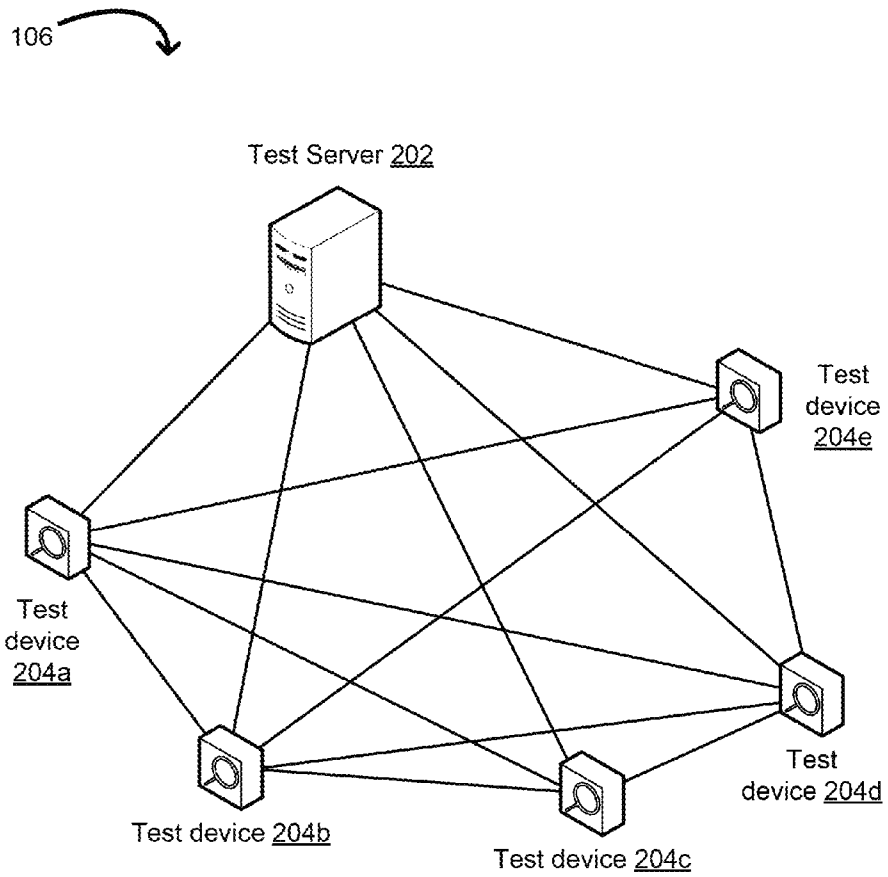 106
Test Server 202
Test
device
204e
Test
device
204a
Test
device 204d
Test device 204b
Test device 204c